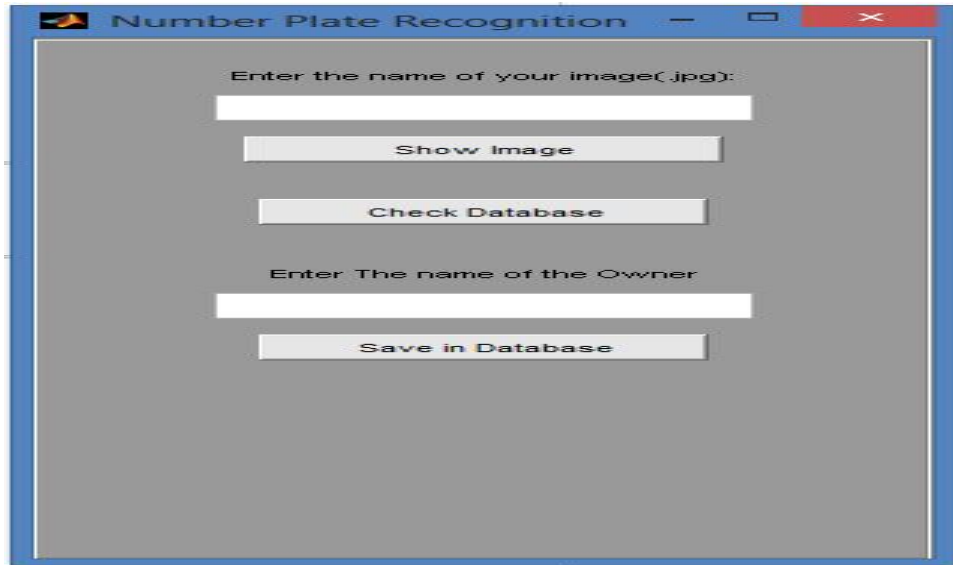 Number Plate Recognition
Enter the name of your image(.jpg):
Show Image
Check Database
Enter The name of the Owner
Save in Database